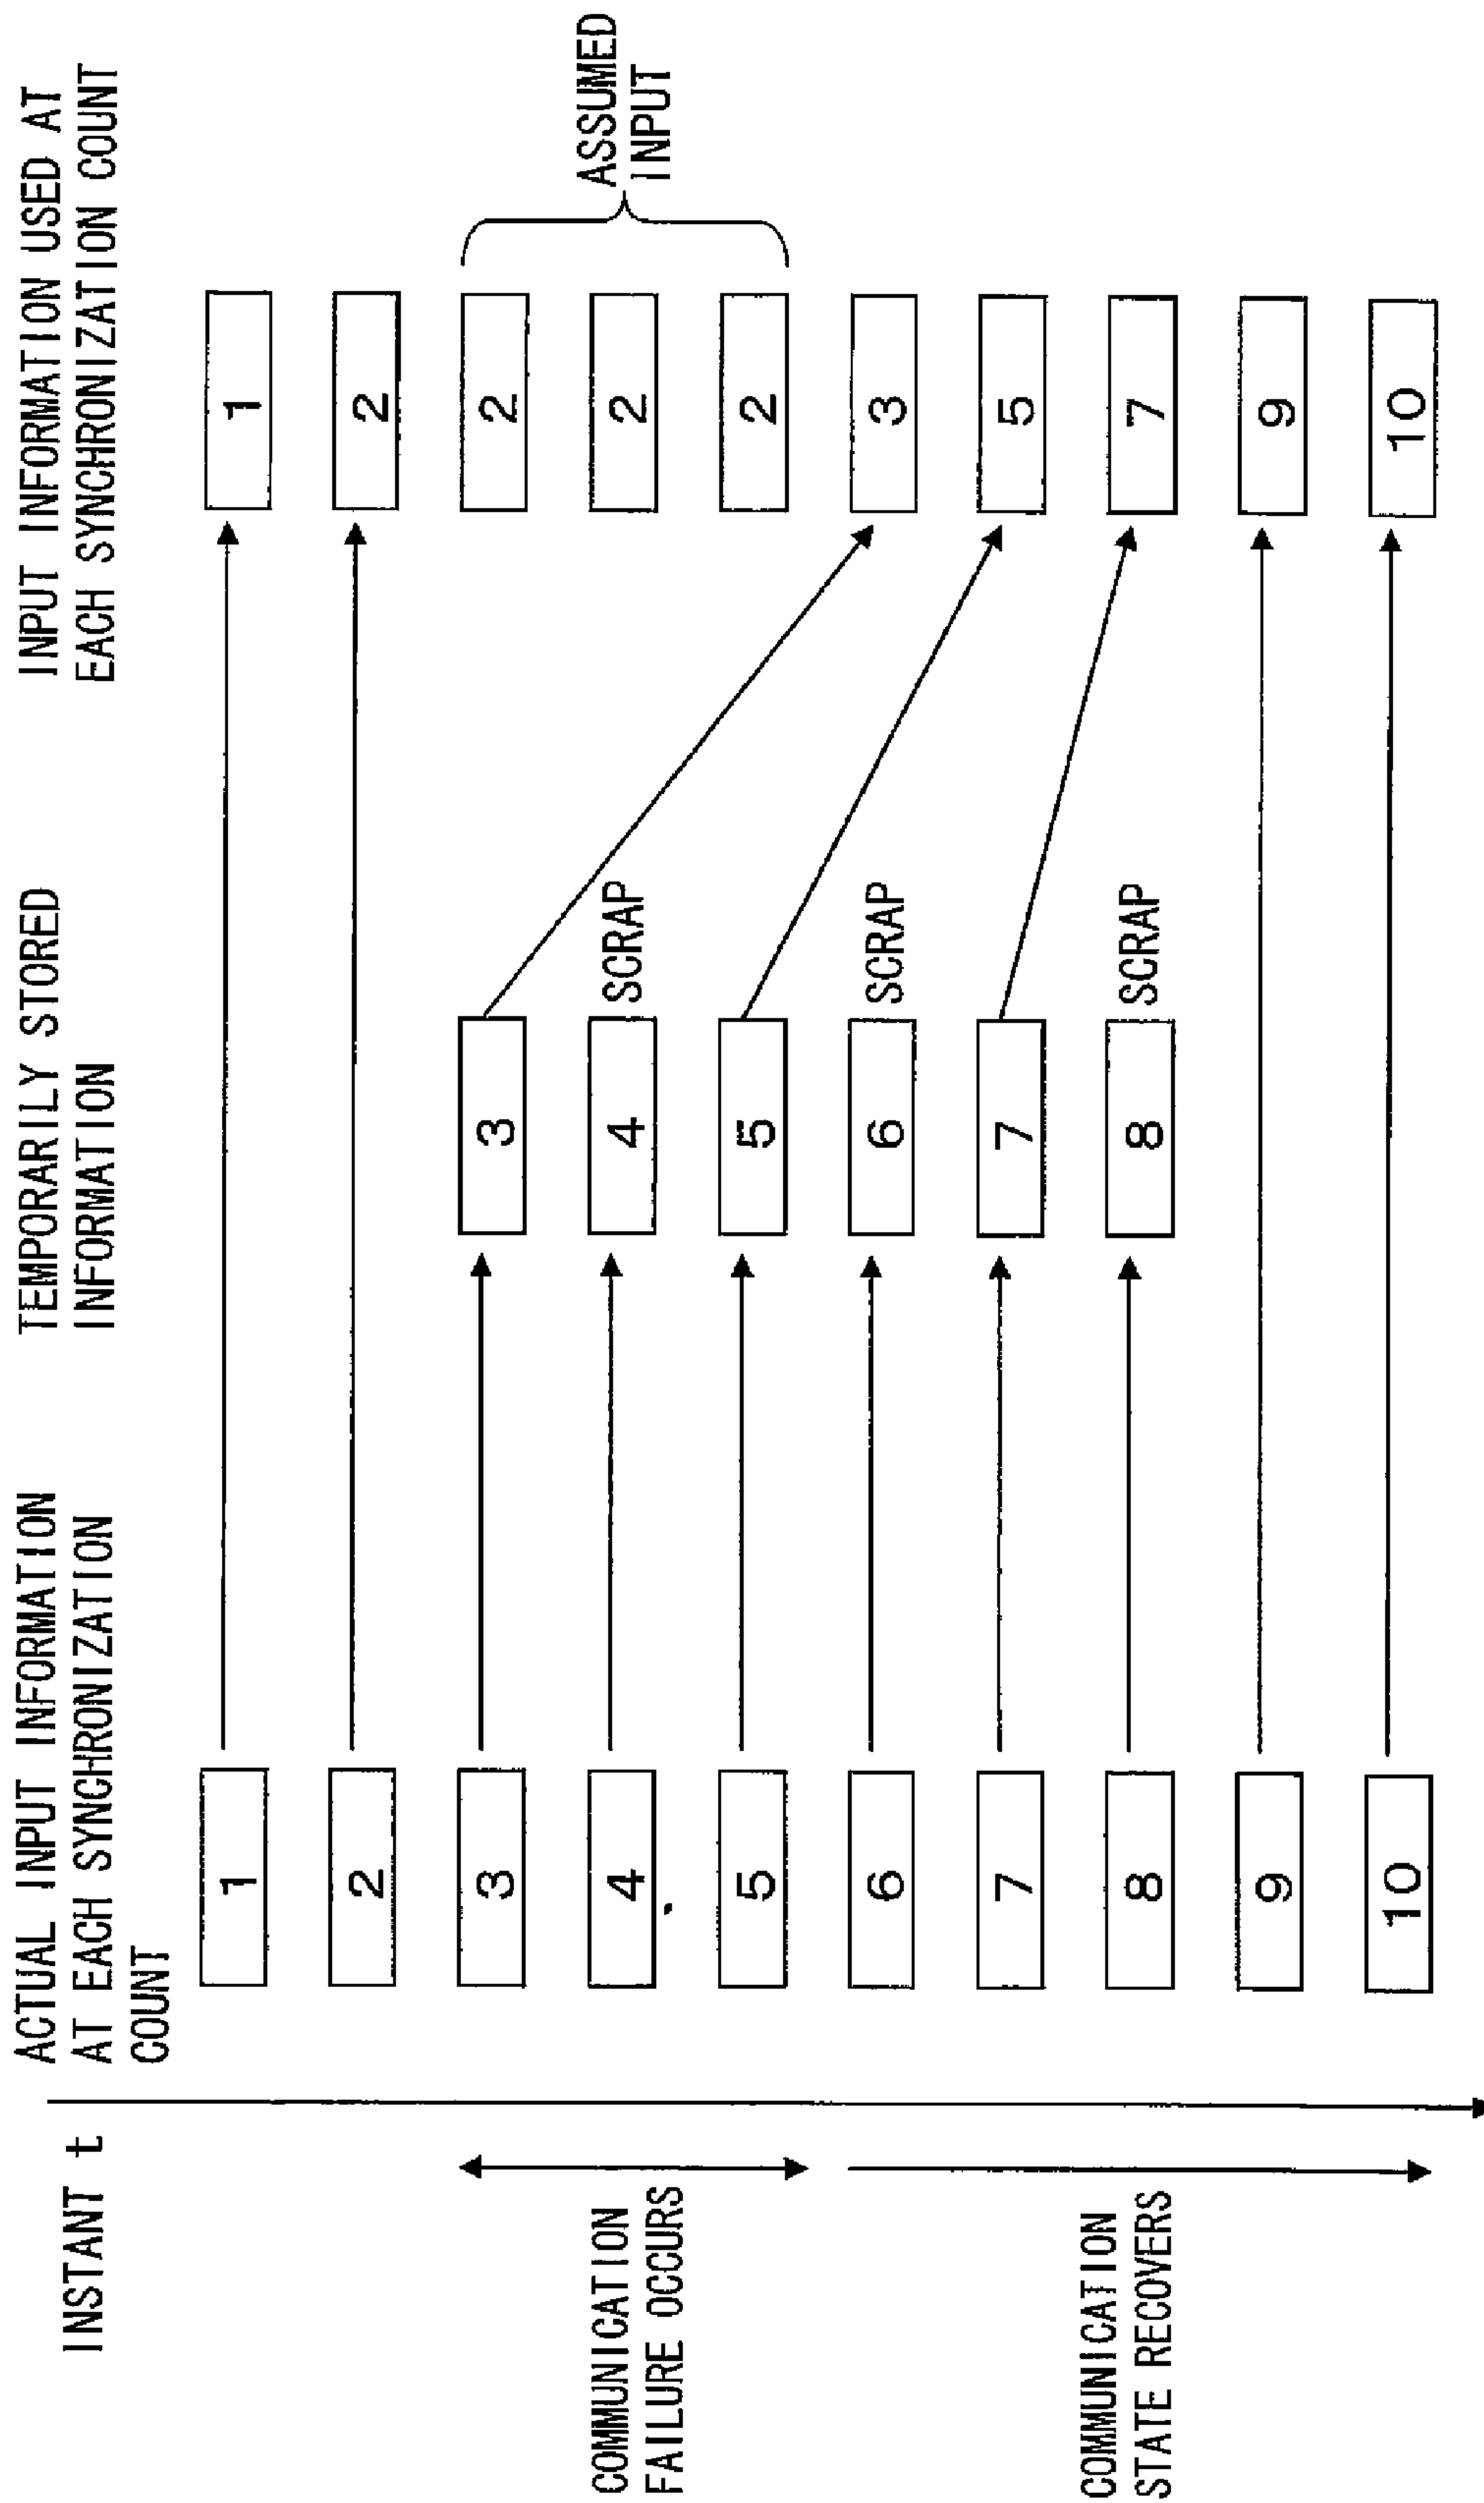 INSTANT t
ACTUAL INPUT INFORMATION
AT EACH SYNCHRONIZATION
COUNT
TEMPORARILY STORED
INFORMATION
INPUT INFORMATION USED AT
EACH SYNCHRONIZATION COUNT
1
1
2
2
COMMUNICATION
FAILURE OCCURS
3
3
2
4
4
SCRAP
2
5
5
2
ASSUMED
INPUT
COMMUNICATION
STATE RECOVERS
6
6
SCRAP
3
7
7
5
8
8
SCRAP
7
9
9
10
10